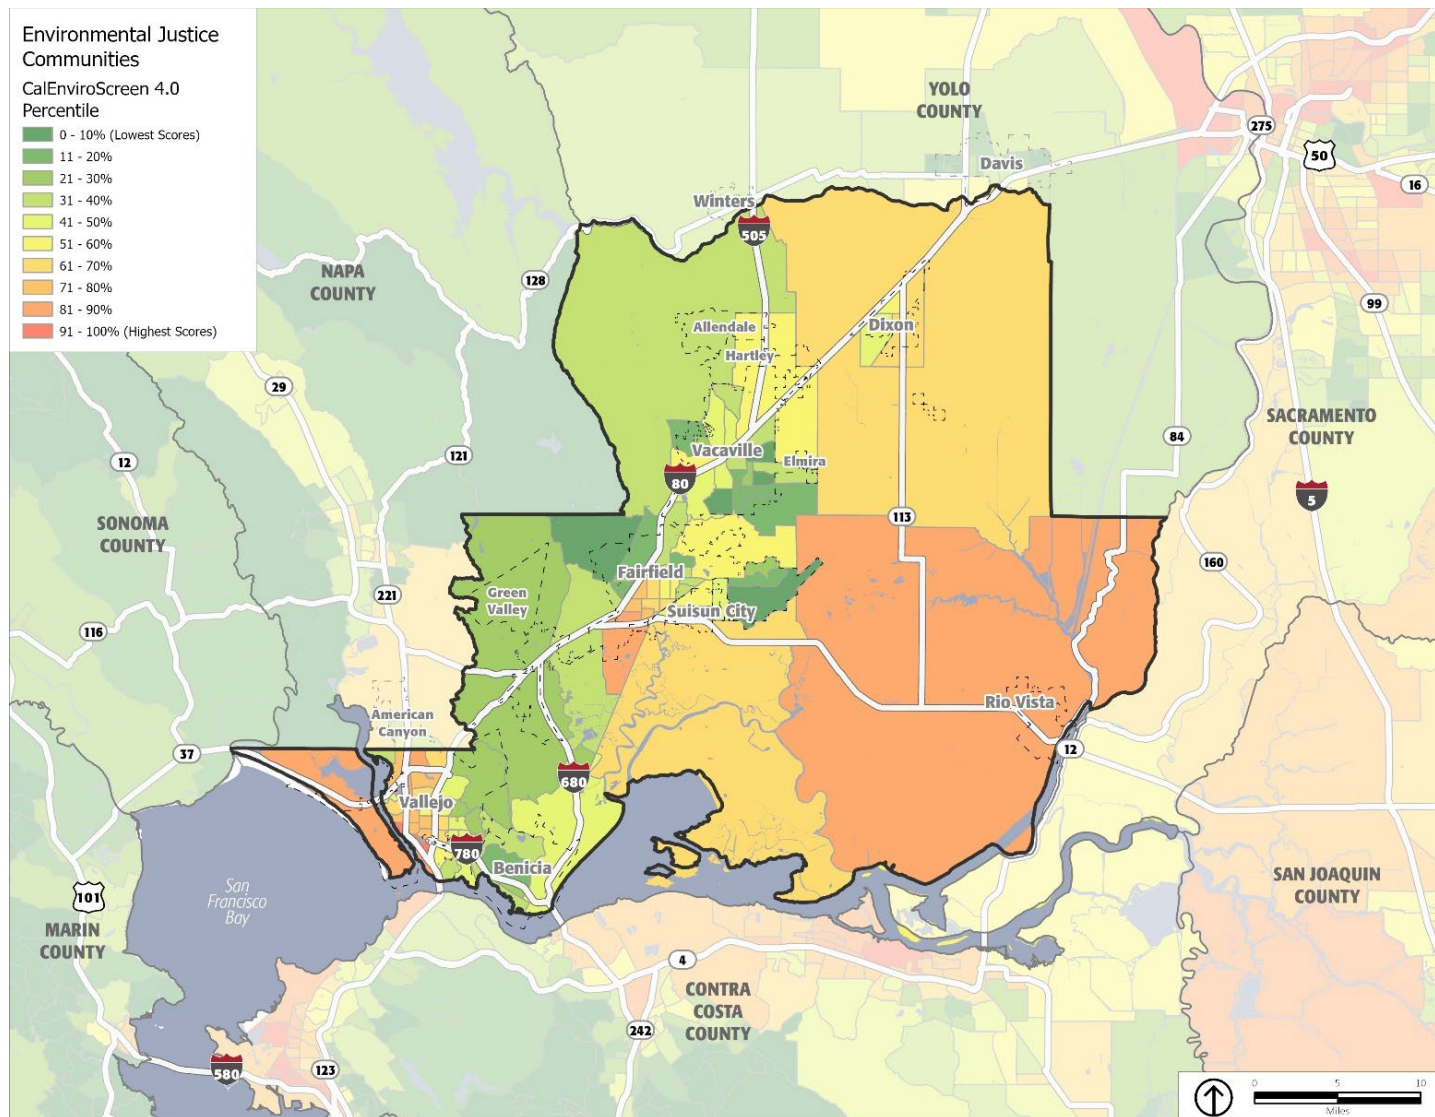 Environmental Justice
Communities
CalEnviroScreen 4.0
Percentile
0 - 10% (Lowest Scores)
11 - 20%
21 - 30%
31 - 40%
41 - 50%
51 - 60%
61 - 70%
71 - 80%
81 - 90%
91 - 100% (Highest Scores)
YOLO
COUNTY
275
50
Davis
16
Winters
505
NAPA
COUNTY
128
99
Allendale
Dixon
Hartley
29
SACRAMENTO
COUNTY
84
12
121
Vacaville
Elmira
80
5
SONOMA
COUNTY
113
160
Fairfield
221
Green
Valley
Suisun City
116
Rio Vista
American
Canyon
37
12
680
Vallejo
780
Benicia
San
Francisco
Bay
101
SAN JOAQUIN
COUNTY
MARIN
COUNTY
4
CONTRA
COSTA
COUNTY
242
580
123
0 5 10
Miles